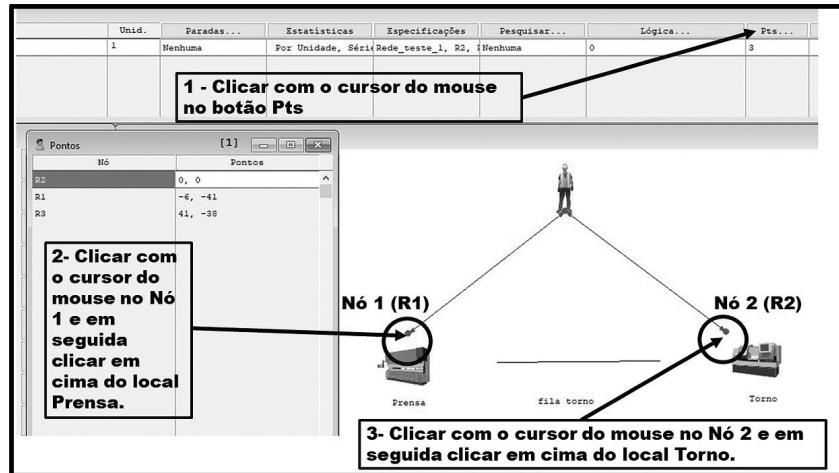 Unid. Paradas... Estatísticas Especificações Pesquisar... Lógica... Pts...
1 Nenhuma Por Unidade, Séri Rede_teste_1, R2, Nenhuma 0 3
1 - Clicar com o cursor do mouse
no botão Pts
Pontos [1]
Nó Pontos
R2 0, 0
R1 -6, -41
R3 41, -38
2- Clicar com
o cursor do
mouse no Nó
1 e em
seguida
clicar em
cima do local
Prensa.
Nó 1 (R1)
Nó 2 (R2)
Prensa
fila torno
Torno
3- Clicar com o cursor do mouse no Nó 2 e em
seguida clicar em cima do local Torno.